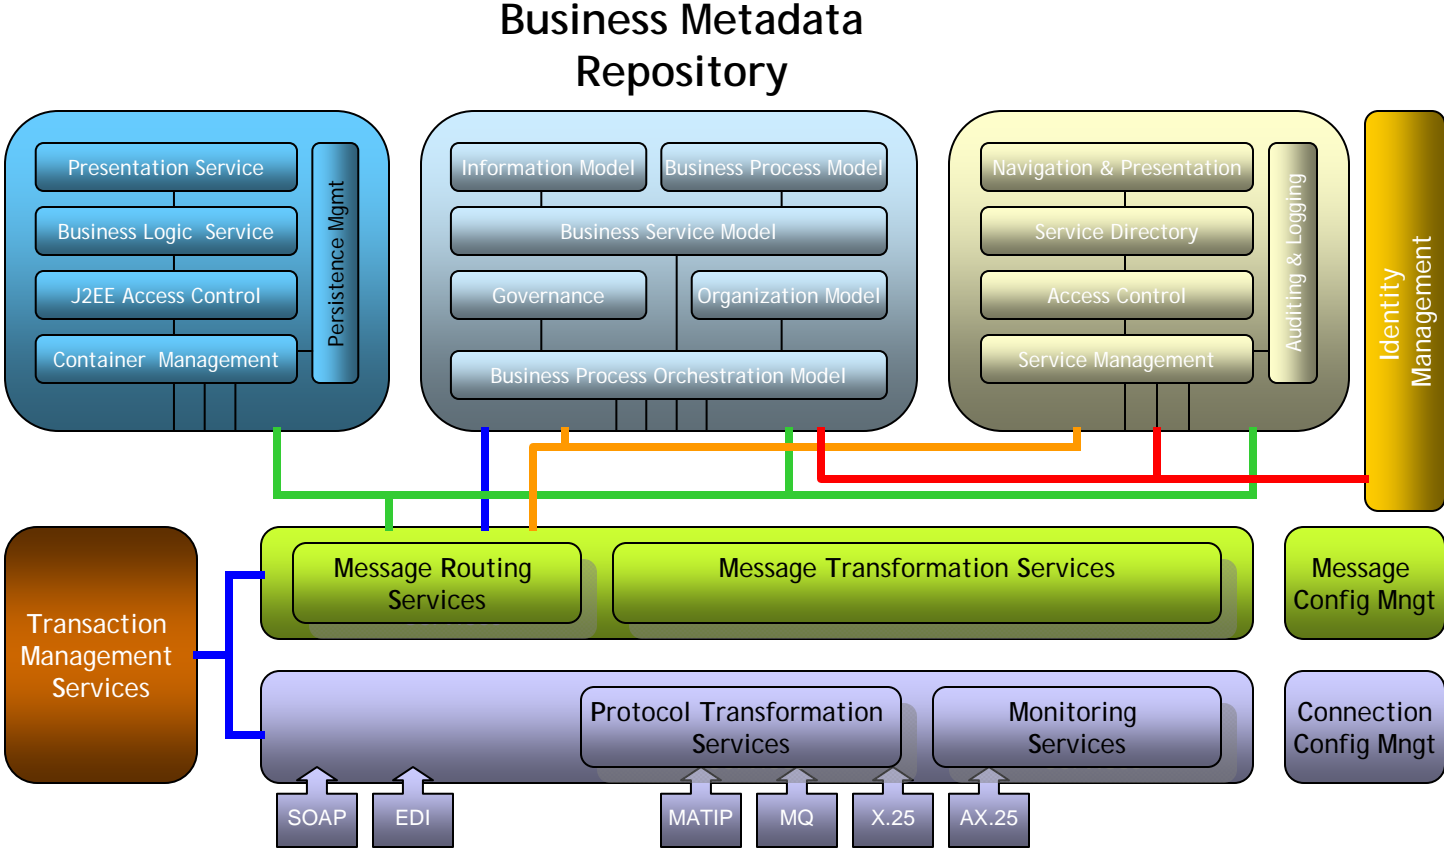 Business Metadata
Repository
Presentation Service
Business Logic Service
J2EE Access Control
Container Management
Persistence Mgmt
Information Model
Business Process Model
Business Service Model
Governance
Organization Model
Business Process Orchestration Model
Navigation & Presentation
Service Directory
Access Control
Service Management
Auditing & Logging
Identity
Management
Transaction
Management
Services
Message Routing
Services
Message Transformation Services
Message
Config Mngt
Protocol Transformation
Services
Monitoring
Services
Connection
Config Mngt
SOAP
EDI
MATIP
MQ
X.25
AX.25